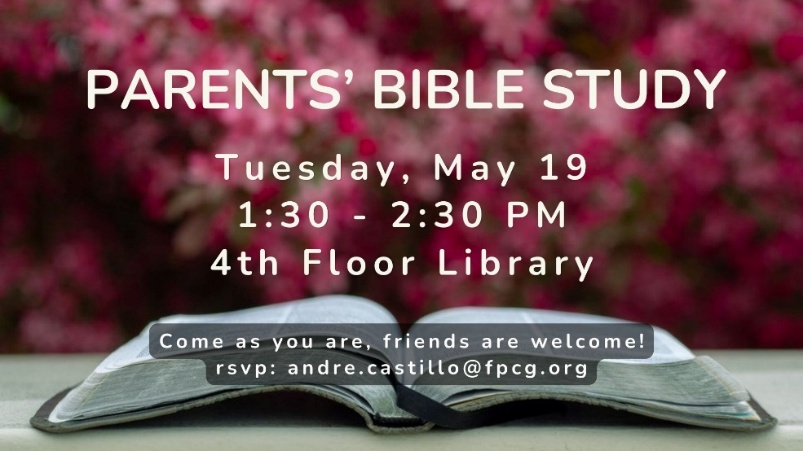 PARENTS’ BIBLE STUDY
Tuesday, May 19
1:30 - 2:30 PM
4th Floor Library
Come as you are, friends are welcome!
rsvp: andre.castillo@fpcg.org